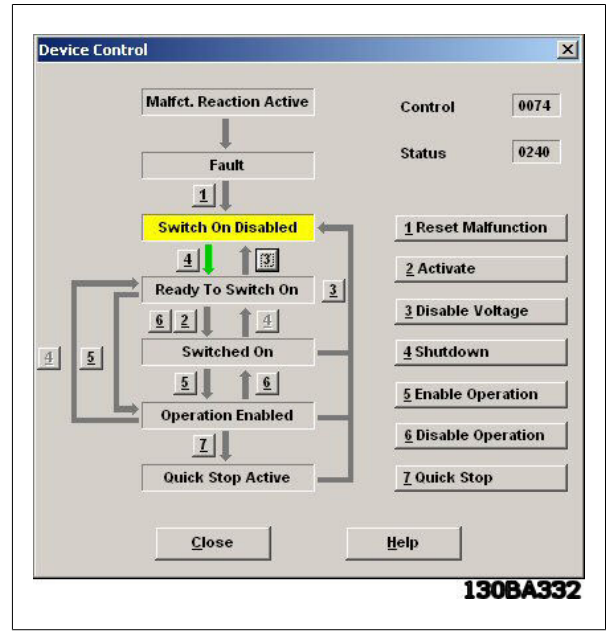 Device Control
Malfct. Reaction Active
Control 0074
Fault
Status 0240
1
Switch On Disabled
1 Reset Malfunction
4 3
2 Activate
Ready To Switch On
3
3 Disable Voltage
6 2 4
4 5
Switched On
4 Shutdown
5 6
5 Enable Operation
Operation Enabled
6 Disable Operation
7
Quick Stop Active
7 Quick Stop
Close Help
130BA332